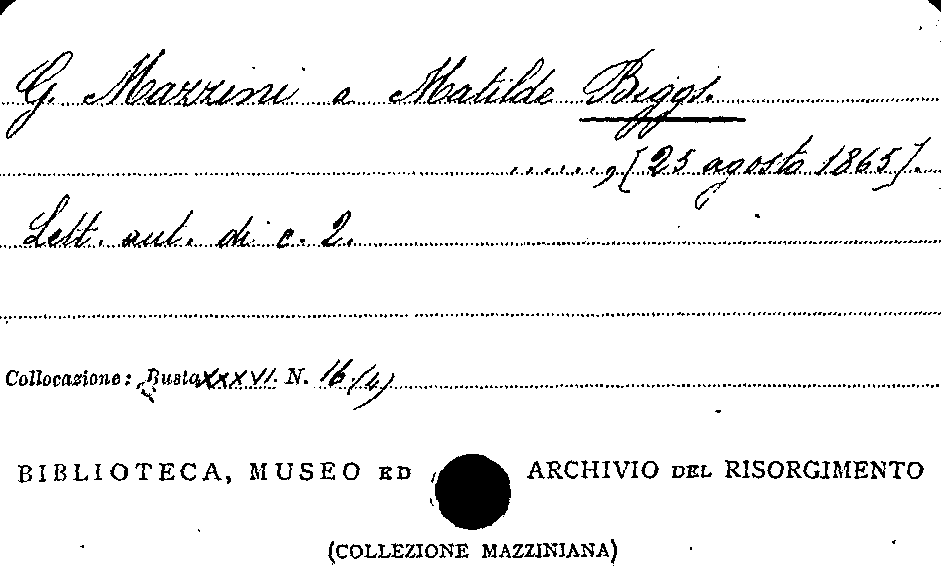 G. Mazzini a Matilde Biggs.
......, [25 agosto 1865].
Lett. aut. di c. 2.
Collocazione: Busta XXXVI. N. 16 (4)
BIBLIOTECA, MUSEO ED ARCHIVIO DEL RISORGIMENTO
(COLLEZIONE MAZZINIANA)